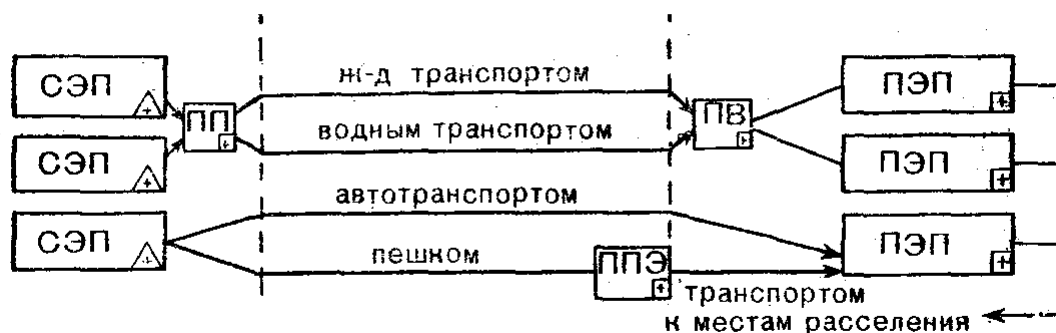 СЭП
ж-д транспортом
ПЭП
+
+
ПП
+
ПВ
+
СЭП
водным транспортом
ПЭП
+
+
СЭП
автотранспортом
ПЭП
+
+
пешком
ППЭ
+
транспортом
к местам расселения